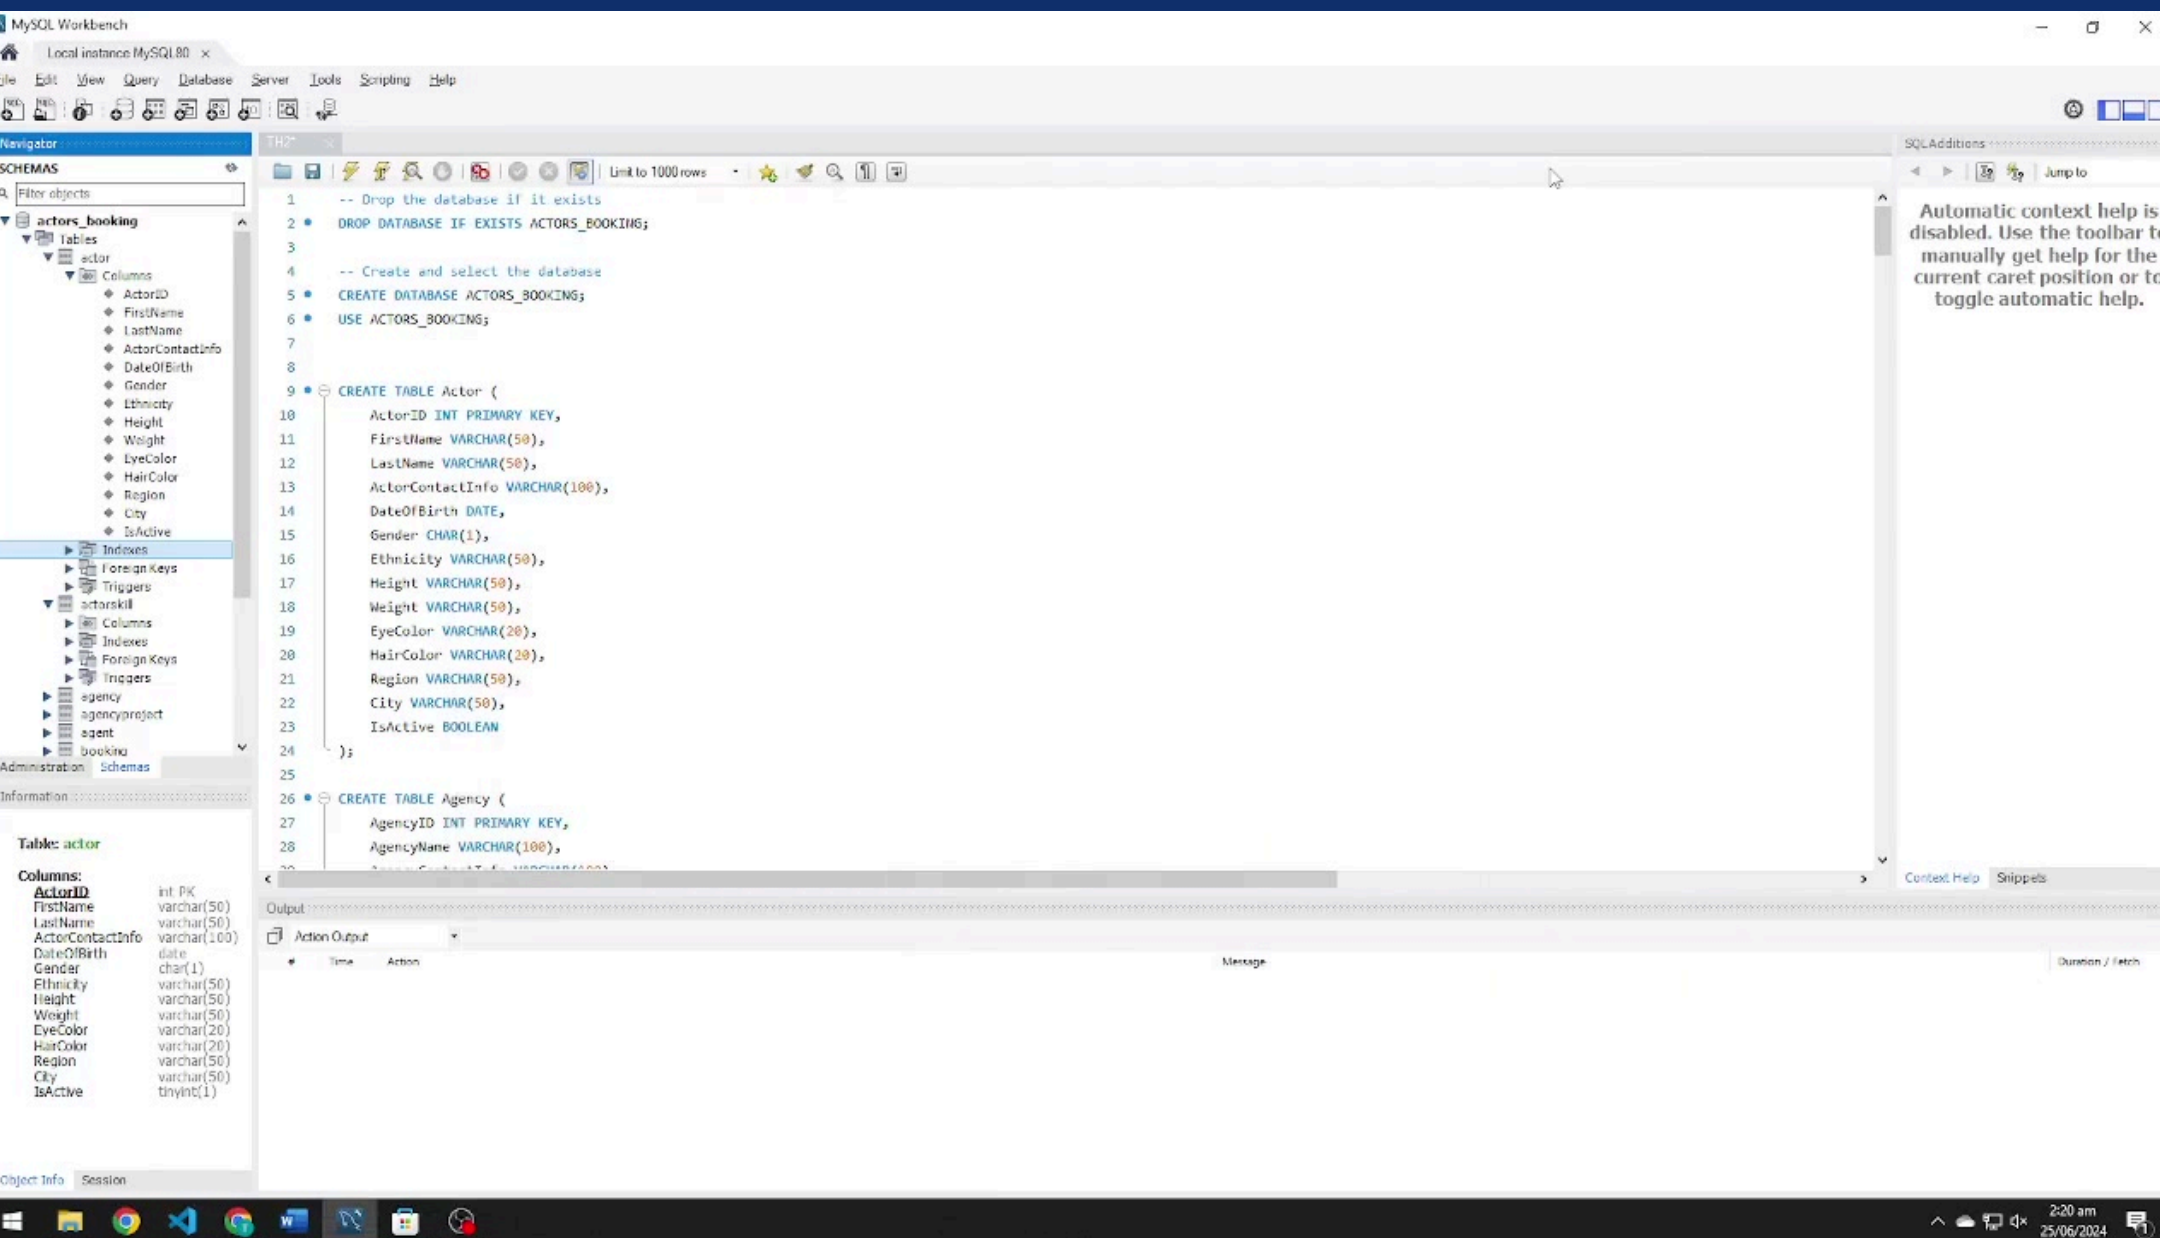 MySQL Workbench
Local instance MySQL80 ×
Edit View Query Database Server Tools Scripting Help
Navigator
SCHEMAS
Filter objects
actors_booking
Tables
actor
Columns
ActorID
FirstName
LastName
ActorContactInfo
DateOfBirth
Gender
Ethnicity
Height
Weight
EyeColor
HairColor
Region
City
IsActive
Indexes
Foreign Keys
Triggers
actorskill
Columns
Indexes
Foreign Keys
Triggers
agency
agencyproject
agent
booking
Administration Schemas
Information
Table: actor
Columns:
ActorID int PK
FirstName varchar(50)
LastName varchar(50)
ActorContactInfo varchar(100)
DateOfBirth date
Gender char(1)
Ethnicity varchar(50)
Height varchar(50)
Weight varchar(50)
EyeColor varchar(20)
HairColor varchar(20)
Region varchar(50)
City varchar(50)
IsActive tinyint(1)
Object Info Session
TH2* ×
Limit to 1000 rows
1 -- Drop the database if it exists
2 DROP DATABASE IF EXISTS ACTORS_BOOKING;
3
4 -- Create and select the database
5 CREATE DATABASE ACTORS_BOOKING;
6 USE ACTORS_BOOKING;
7
8
9 CREATE TABLE Actor (
10 ActorID INT PRIMARY KEY,
11 FirstName VARCHAR(50),
12 LastName VARCHAR(50),
13 ActorContactInfo VARCHAR(100),
14 DateOfBirth DATE,
15 Gender CHAR(1),
16 Ethnicity VARCHAR(50),
17 Height VARCHAR(50),
18 Weight VARCHAR(50),
19 EyeColor VARCHAR(20),
20 HairColor VARCHAR(20),
21 Region VARCHAR(50),
22 City VARCHAR(50),
23 IsActive BOOLEAN
24 );
25
26 CREATE TABLE Agency (
27 AgencyID INT PRIMARY KEY,
28 AgencyName VARCHAR(100),
Output
Action Output
# Time Action Message Duration / Fetch
SQLAdditions
Jump to
Automatic context help is
disabled. Use the toolbar to
manually get help for the
current caret position or to
toggle automatic help.
Context Help Snippets
2:20 am
25/06/2024